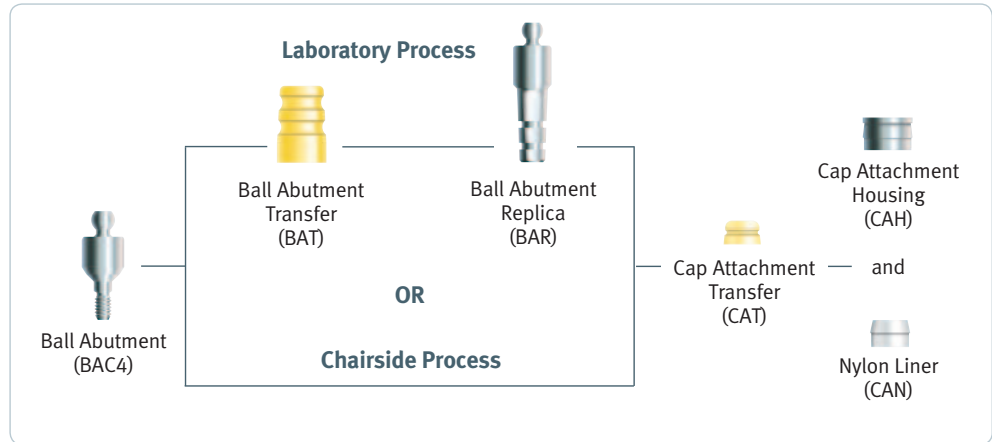 Laboratory Process
Ball Abutment
Transfer
(BAT)
Ball Abutment
Replica
(BAR)
Cap Attachment
Housing
(CAH)
Ball Abutment
(BAC4)
OR
Cap Attachment
Transfer
(CAT)
and
Chairside Process
Nylon Liner
(CAN)